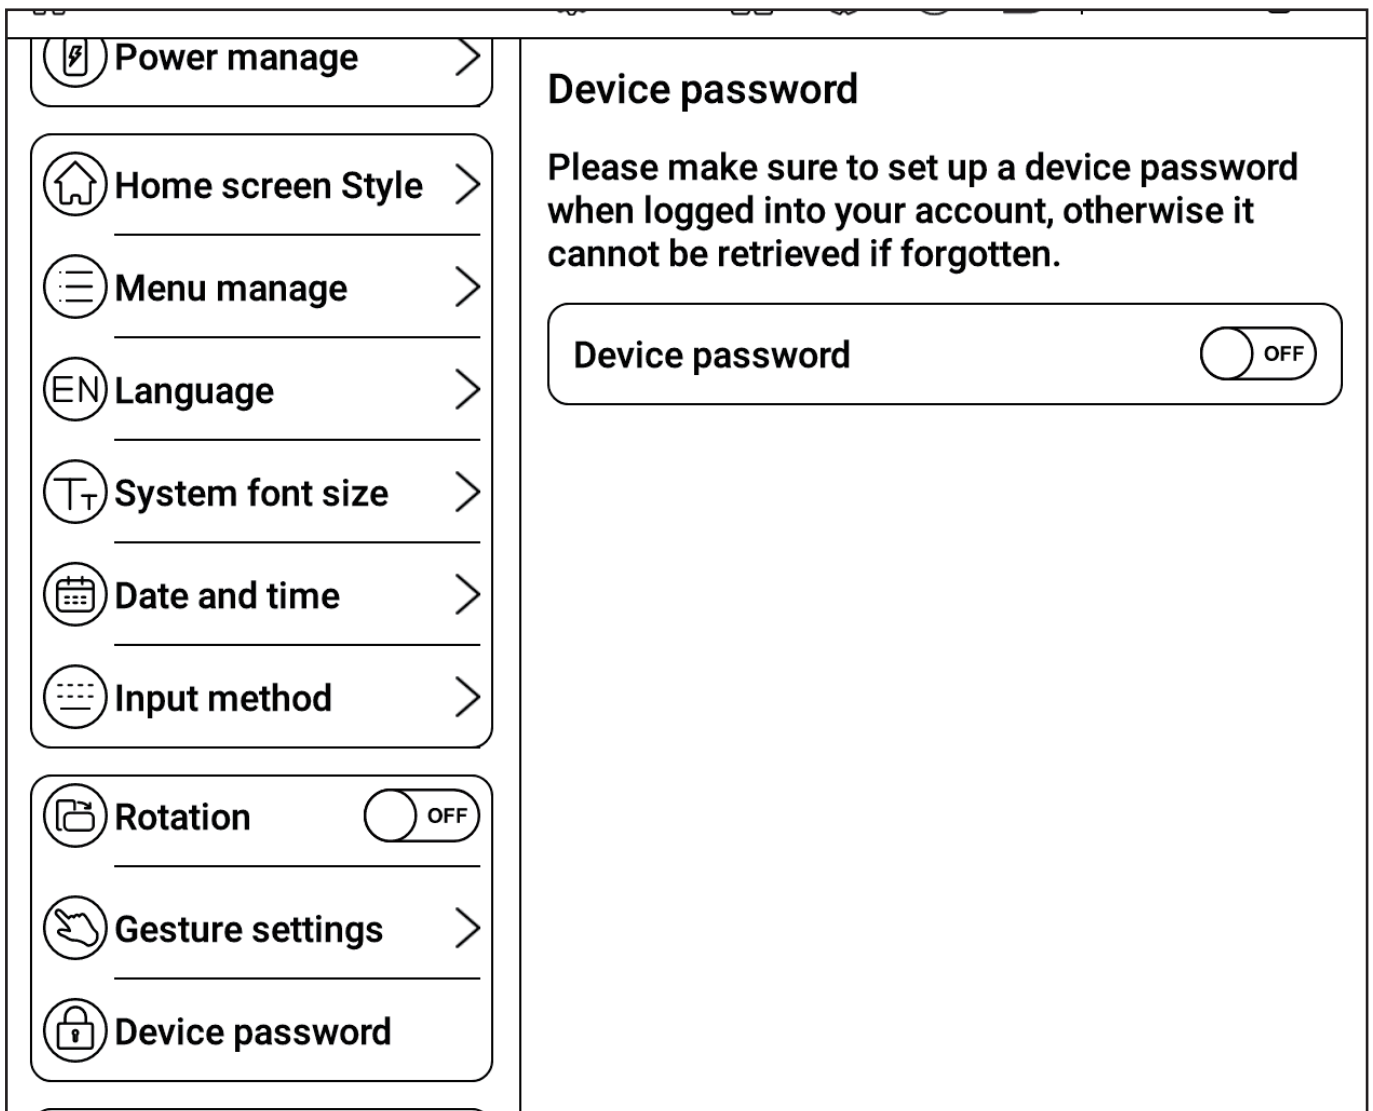 Power manage
Home screen Style
Menu manage
EN Language
TT System font size
Date and time
Input method
Rotation OFF
Gesture settings
Device password
Device password
Please make sure to set up a device password
when logged into your account, otherwise it
cannot be retrieved if forgotten.
Device password OFF